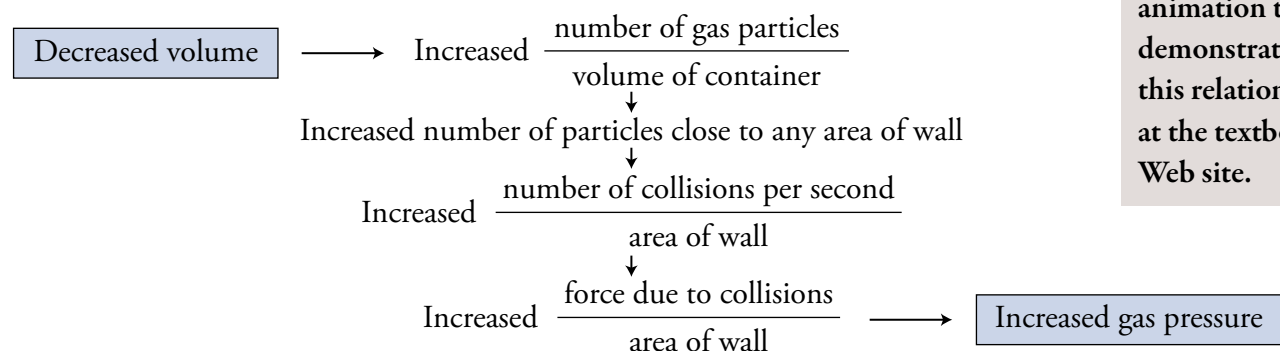 Decreased volume
Increased
number of gas particles
volume of container
Increased number of particles close to any area of wall
Increased
number of collisions per second
area of wall
Increased
force due to collisions
area of wall
Increased gas pressure
animation t
demonstrat
this relation
at the textb
Web site.